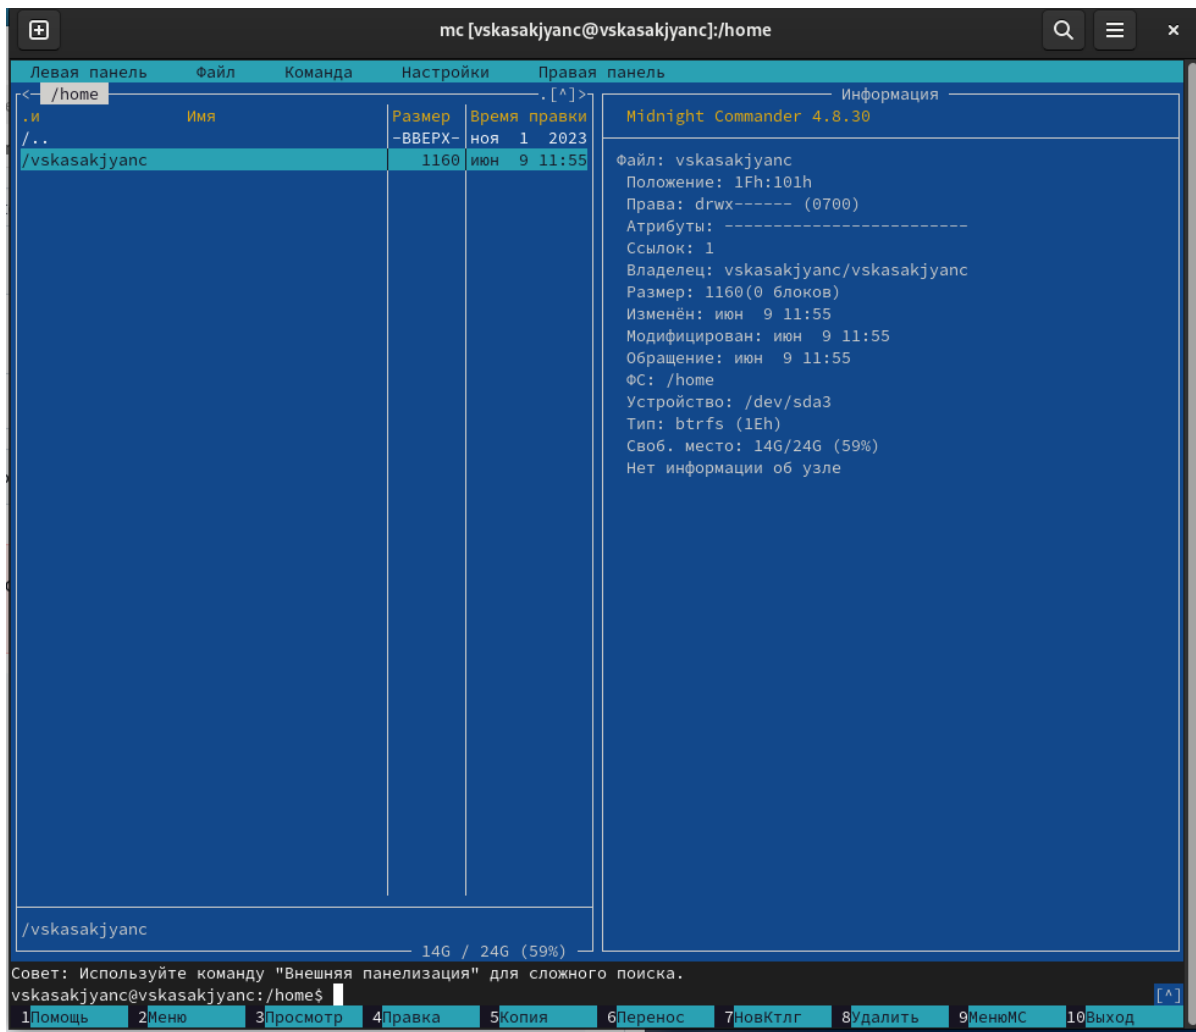 mc [vskasakjyanc@vskasakjyanc]:/home
Левая панель Файл Команда Настройки Правая панель
<─ /home .[^]>
.и Имя Размер Время правки
/.. -ВВЕРХ- ноя 1 2023
/vskasakjyanc 1160 июн 9 11:55
/vskasakjyanc
14G / 24G (59%)
Информация
Midnight Commander 4.8.30
Файл: vskasakjyanc
Положение: 1Fh:101h
Права: drwx------ (0700)
Атрибуты: -------------------------
Ссылок: 1
Владелец: vskasakjyanc/vskasakjyanc
Размер: 1160(0 блоков)
Изменён: июн 9 11:55
Модифицирован: июн 9 11:55
Обращение: июн 9 11:55
ФС: /home
Устройство: /dev/sda3
Тип: btrfs (1Eh)
Своб. место: 14G/24G (59%)
Нет информации об узле
Совет: Используйте команду "Внешняя панелизация" для сложного поиска.
vskasakjyanc@vskasakjyanc:/home$ [^]
1Помощь 2Меню 3Просмотр 4Правка 5Копия 6Перенос 7НовКтлг 8Удалить 9МенюМС 10Выход